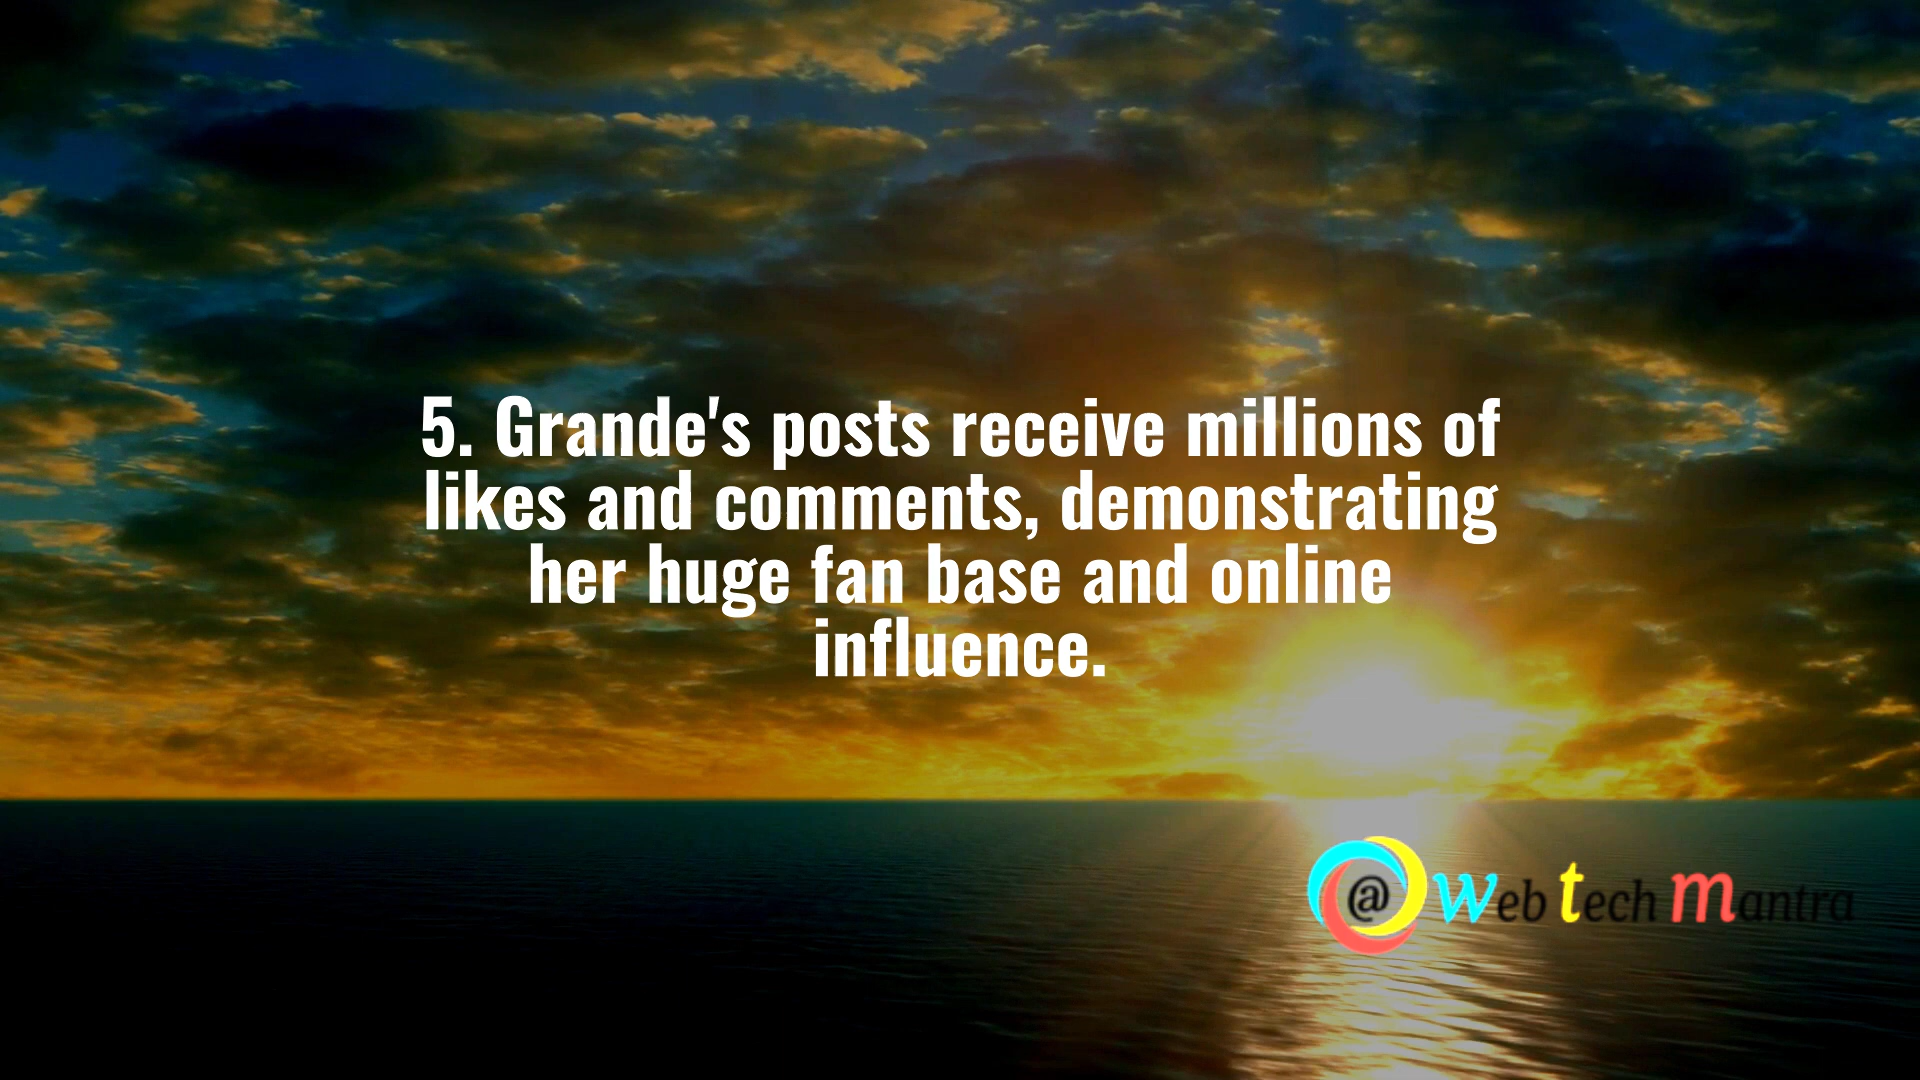 5. Grande's posts receive millions of
likes and comments, demonstrating
her huge fan base and online
influence.
@ Web tech Mantra